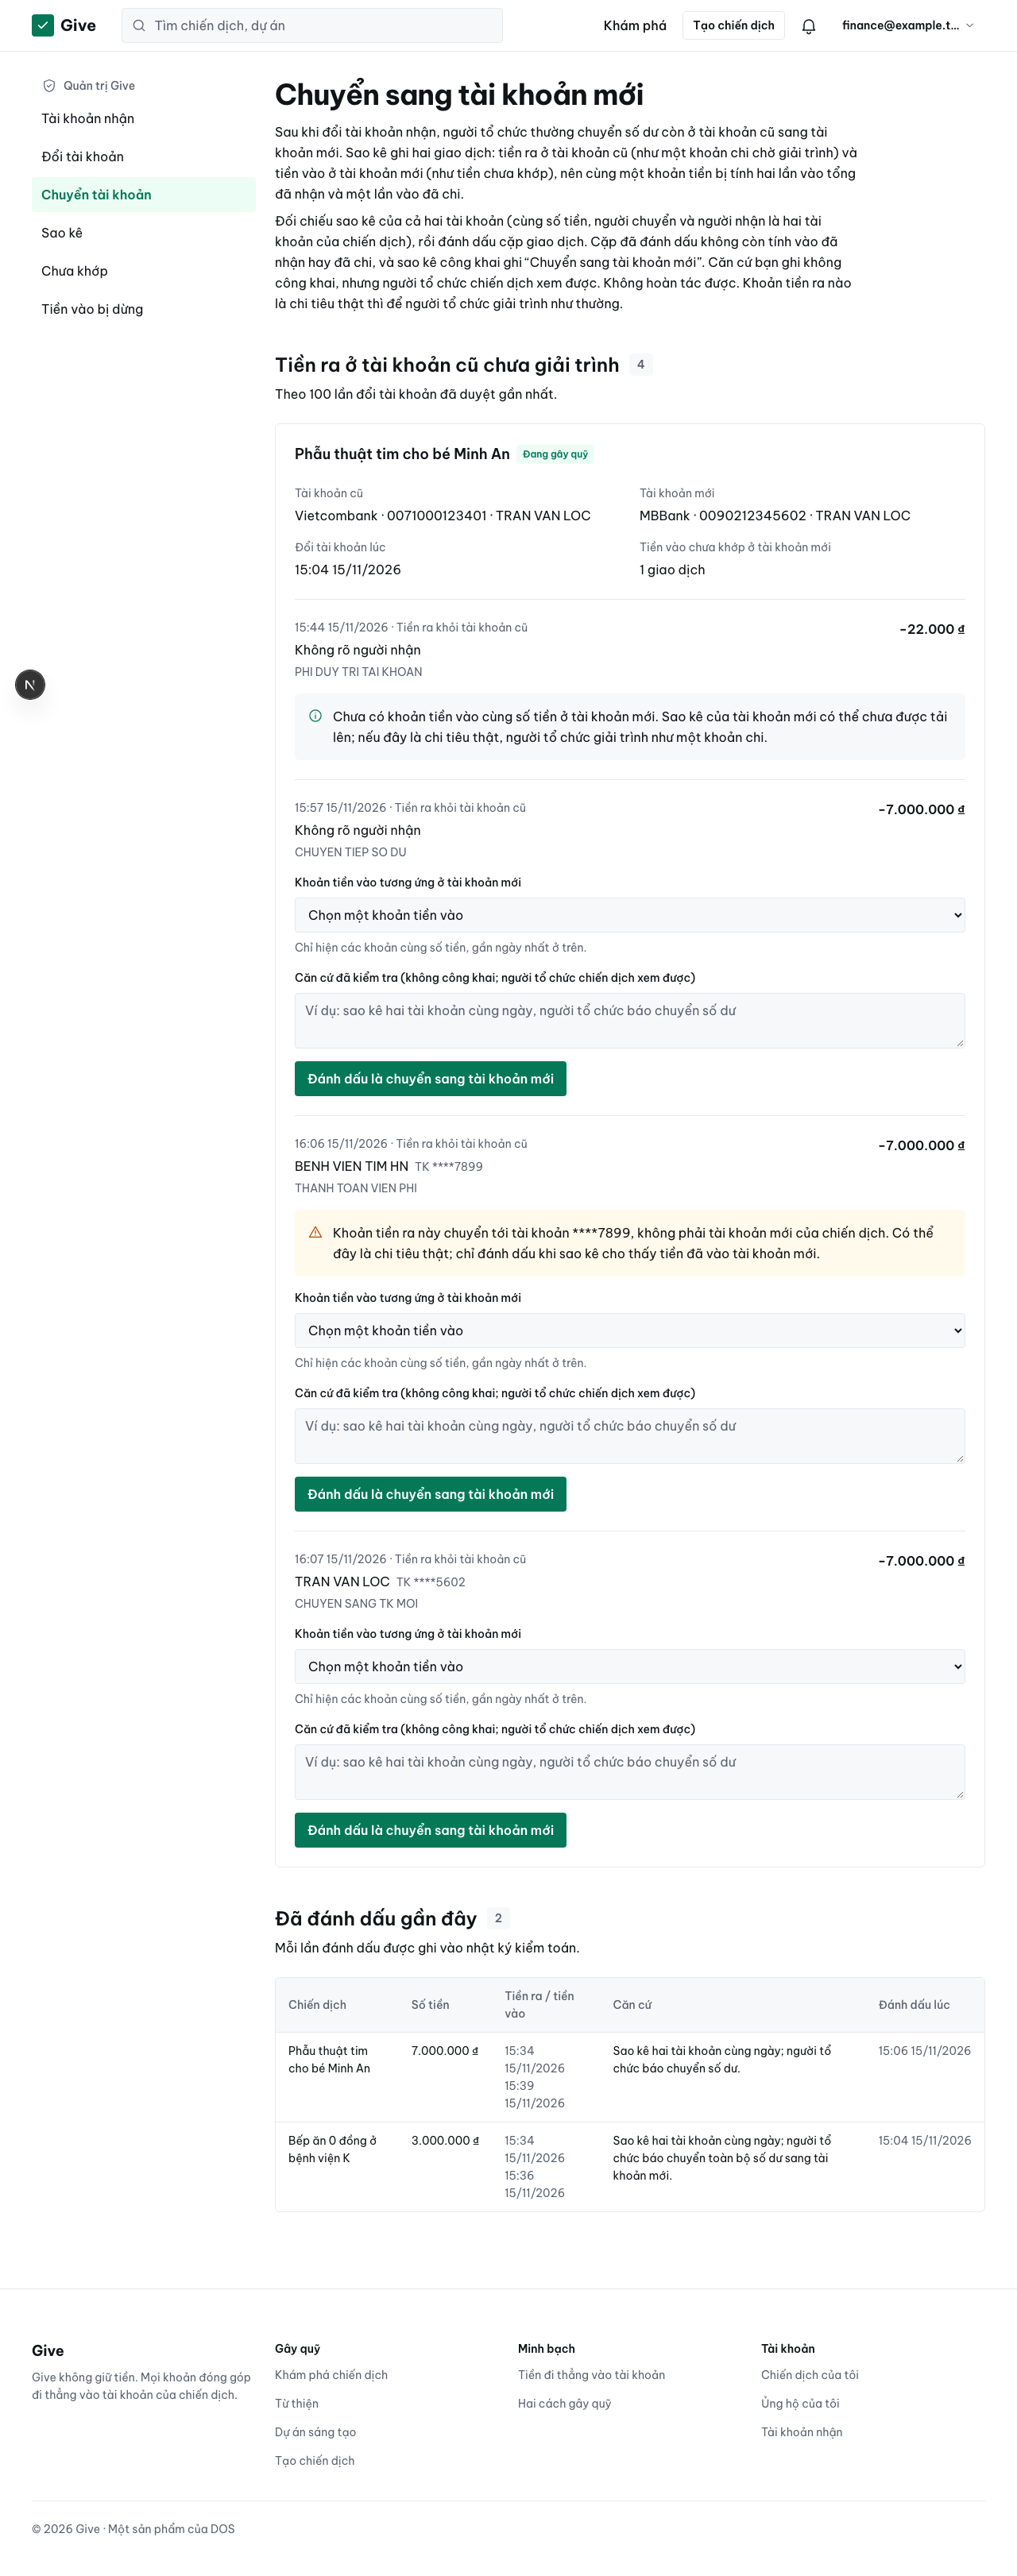 Give
Tìm chiến dịch, dự án
Khám phá
Tạo chiến dịch
finance@example.t...
Quản trị Give
Tài khoản nhận
Đổi tài khoản
Chuyển tài khoản
Sao kê
Chưa khớp
Tiền vào bị dừng
Chuyển sang tài khoản mới
Sau khi đổi tài khoản nhận, người tổ chức thường chuyển số dư còn ở tài khoản cũ sang tài
khoản mới. Sao kê ghi hai giao dịch: tiền ra ở tài khoản cũ (như một khoản chi chờ giải trình) và
tiền vào ở tài khoản mới (như tiền chưa khớp), nên cùng một khoản tiền bị tính hai lần vào tổng
đã nhận và một lần vào đã chi.
Đối chiếu sao kê của cả hai tài khoản (cùng số tiền, người chuyển và người nhận là hai tài
khoản của chiến dịch), rồi đánh dấu cặp giao dịch. Cặp đã đánh dấu không còn tính vào đã
nhận hay đã chi, và sao kê công khai ghi “Chuyển sang tài khoản mới”. Căn cứ bạn ghi không
công khai, nhưng người tổ chức chiến dịch xem được. Không hoàn tác được. Khoản tiền ra nào
là chi tiêu thật thì để người tổ chức giải trình như thường.
Tiền ra ở tài khoản cũ chưa giải trình 4
Theo 100 lần đổi tài khoản đã duyệt gần nhất.
Phẫu thuật tim cho bé Minh An Đang gây quỹ
Tài khoản cũ
Vietcombank · 0071000123401 · TRAN VAN LOC
Tài khoản mới
MBBank · 0090212345602 · TRAN VAN LOC
Đổi tài khoản lúc
15:04 15/11/2026
Tiền vào chưa khớp ở tài khoản mới
1 giao dịch
15:44 15/11/2026 · Tiền ra khỏi tài khoản cũ
-22.000 ₫
Không rõ người nhận
PHI DUY TRI TAI KHOAN
Chưa có khoản tiền vào cùng số tiền ở tài khoản mới. Sao kê của tài khoản mới có thể chưa được tải
lên; nếu đây là chi tiêu thật, người tổ chức giải trình như một khoản chi.
15:57 15/11/2026 · Tiền ra khỏi tài khoản cũ
-7.000.000 ₫
Không rõ người nhận
CHUYEN TIEP SO DU
Khoản tiền vào tương ứng ở tài khoản mới
Chọn một khoản tiền vào
Chỉ hiện các khoản cùng số tiền, gần ngày nhất ở trên.
Căn cứ đã kiểm tra (không công khai; người tổ chức chiến dịch xem được)
Ví dụ: sao kê hai tài khoản cùng ngày, người tổ chức báo chuyển số dư
Đánh dấu là chuyển sang tài khoản mới
16:06 15/11/2026 · Tiền ra khỏi tài khoản cũ
-7.000.000 ₫
BENH VIEN TIM HN TK ****7899
THANH TOAN VIEN PHI
Khoản tiền ra này chuyển tới tài khoản ****7899, không phải tài khoản mới của chiến dịch. Có thể
đây là chi tiêu thật; chỉ đánh dấu khi sao kê cho thấy tiền đã vào tài khoản mới.
Khoản tiền vào tương ứng ở tài khoản mới
Chọn một khoản tiền vào
Chỉ hiện các khoản cùng số tiền, gần ngày nhất ở trên.
Căn cứ đã kiểm tra (không công khai; người tổ chức chiến dịch xem được)
Ví dụ: sao kê hai tài khoản cùng ngày, người tổ chức báo chuyển số dư
Đánh dấu là chuyển sang tài khoản mới
16:07 15/11/2026 · Tiền ra khỏi tài khoản cũ
-7.000.000 ₫
TRAN VAN LOC TK ****5602
CHUYEN SANG TK MOI
Khoản tiền vào tương ứng ở tài khoản mới
Chọn một khoản tiền vào
Chỉ hiện các khoản cùng số tiền, gần ngày nhất ở trên.
Căn cứ đã kiểm tra (không công khai; người tổ chức chiến dịch xem được)
Ví dụ: sao kê hai tài khoản cùng ngày, người tổ chức báo chuyển số dư
Đánh dấu là chuyển sang tài khoản mới
Đã đánh dấu gần đây 2
Mỗi lần đánh dấu được ghi vào nhật ký kiểm toán.
Chiến dịch
Số tiền
Tiền ra / tiền
vào
Căn cứ
Đánh dấu lúc
Phẫu thuật tim
cho bé Minh An
7.000.000 ₫
15:34
15/11/2026
15:39
15/11/2026
Sao kê hai tài khoản cùng ngày; người tổ
chức báo chuyển số dư.
15:06 15/11/2026
Bếp ăn 0 đồng ở
bệnh viện K
3.000.000 ₫
15:34
15/11/2026
15:36
15/11/2026
Sao kê hai tài khoản cùng ngày; người tổ
chức báo chuyển toàn bộ số dư sang tài
khoản mới.
15:04 15/11/2026
Give
Give không giữ tiền. Mọi khoản đóng góp
đi thẳng vào tài khoản của chiến dịch.
Gây quỹ
Khám phá chiến dịch
Từ thiện
Dự án sáng tạo
Tạo chiến dịch
Minh bạch
Tiền đi thẳng vào tài khoản
Hai cách gây quỹ
Tài khoản
Chiến dịch của tôi
Ủng hộ của tôi
Tài khoản nhận
© 2026 Give · Một sản phẩm của DOS